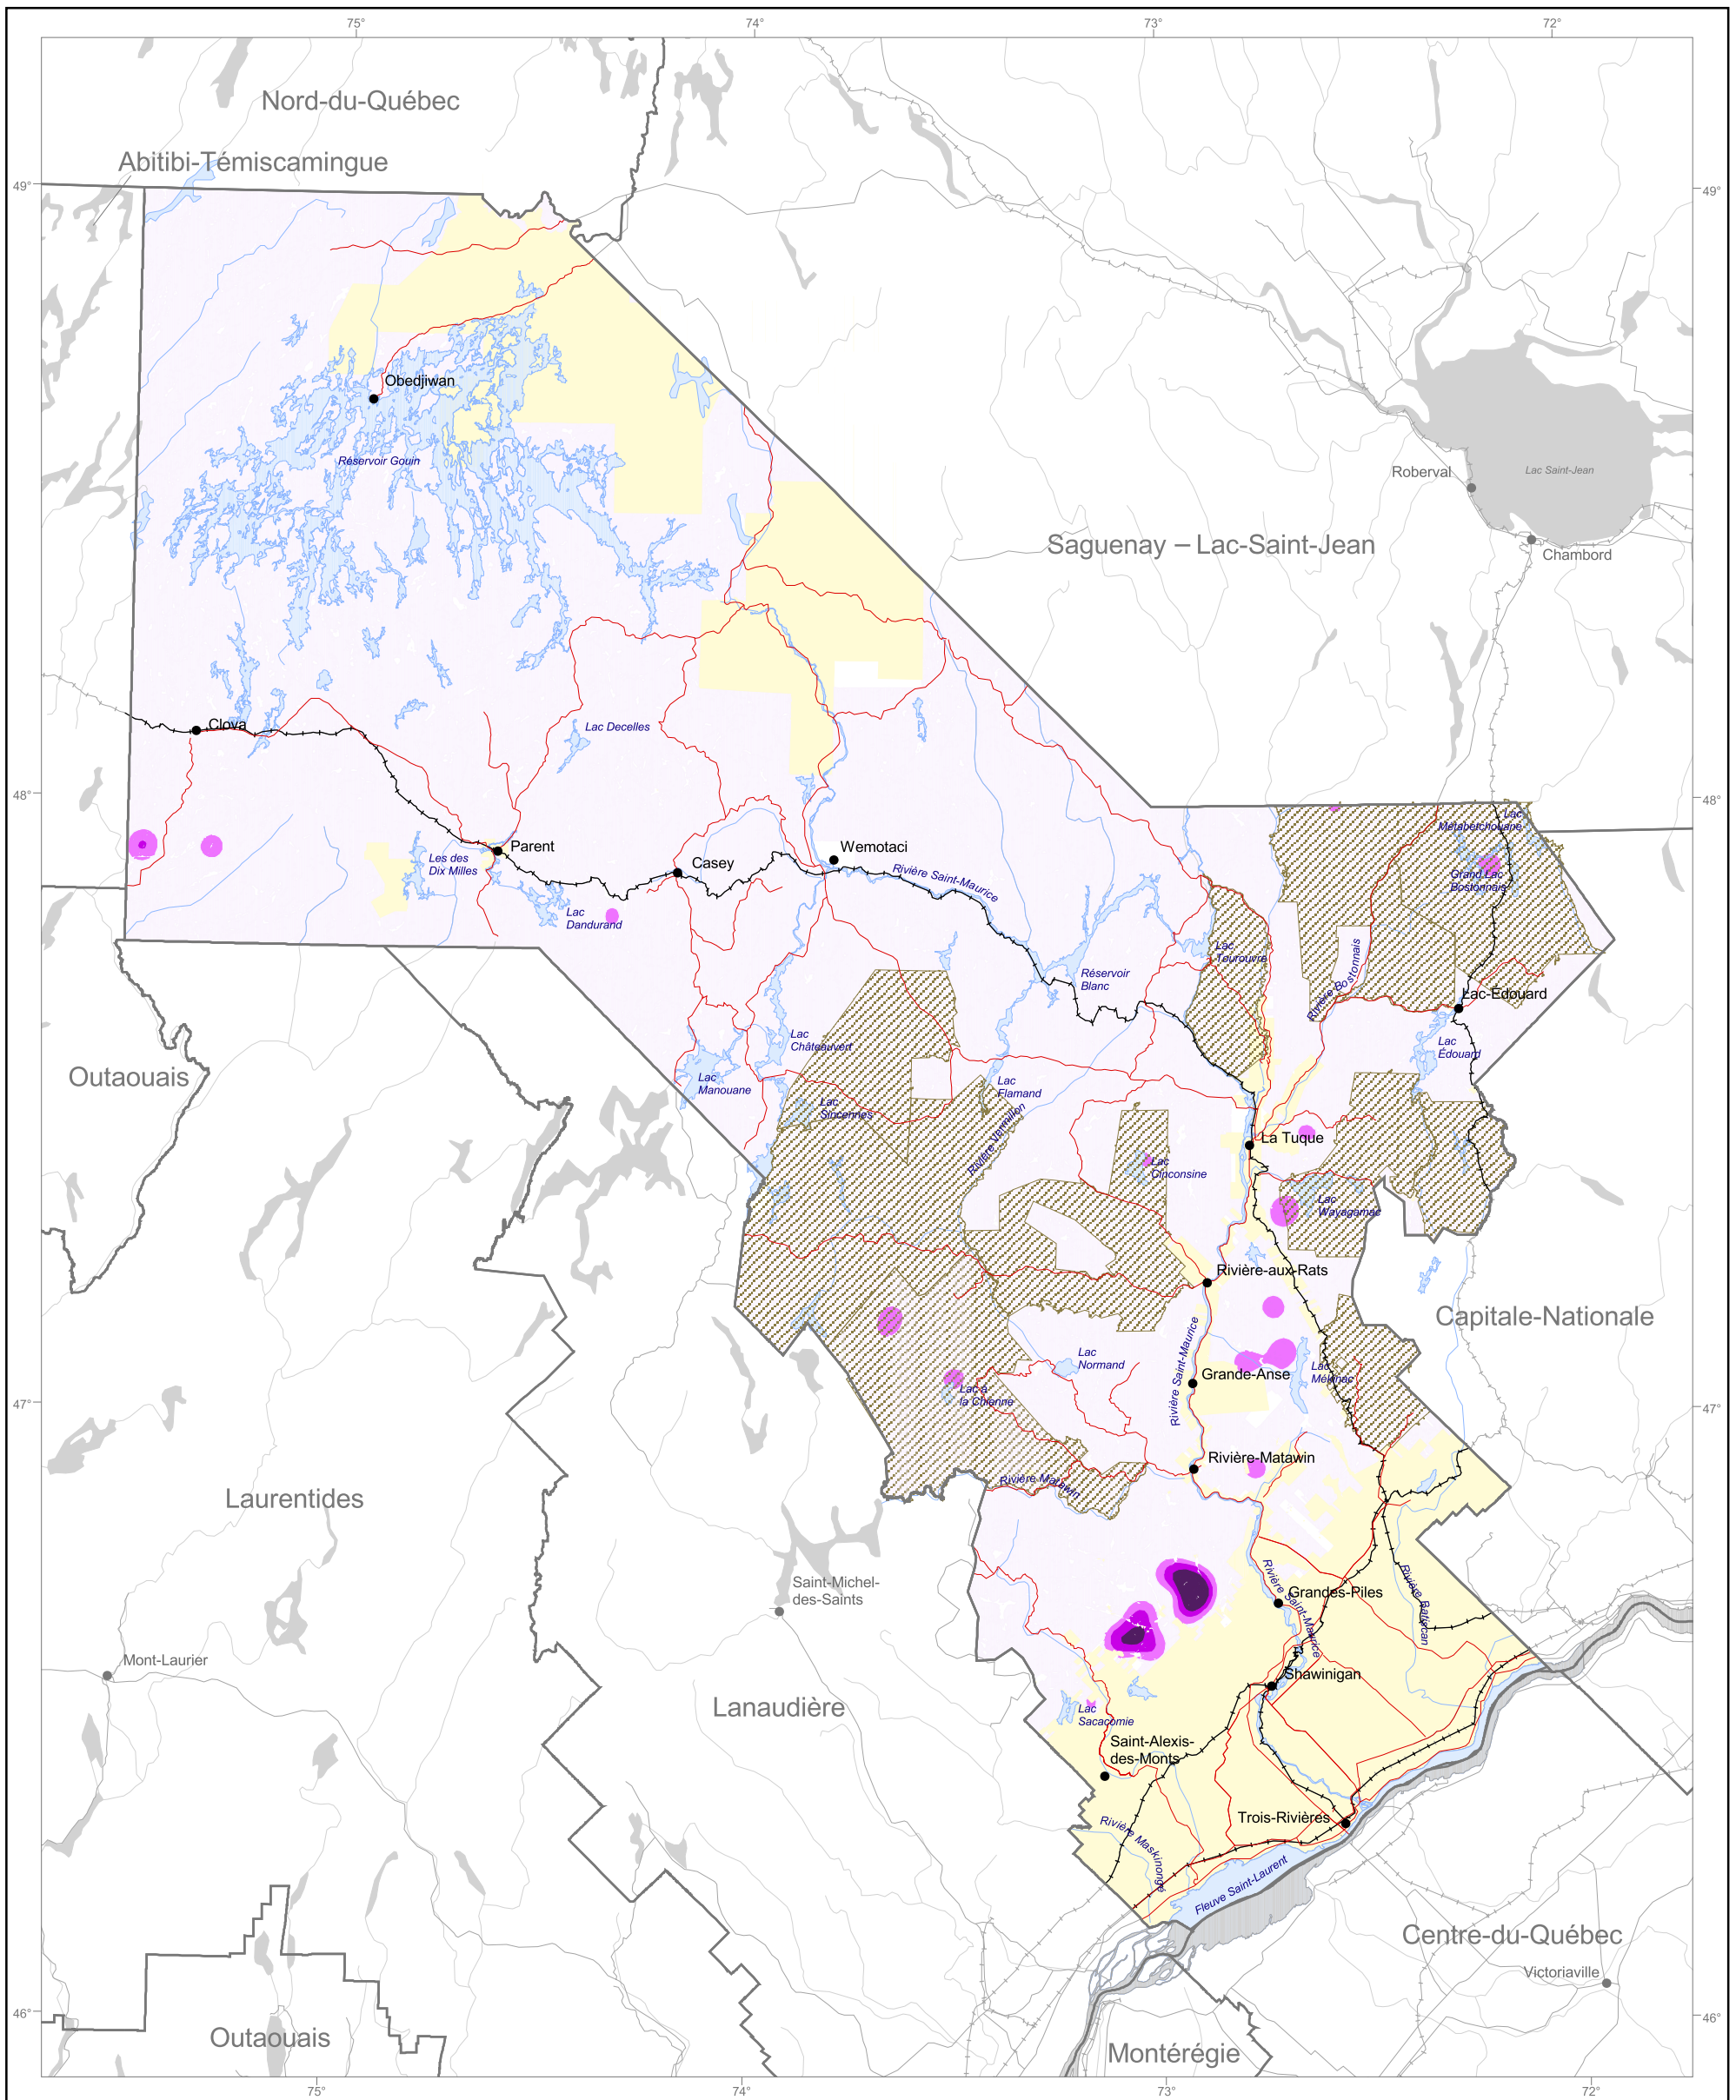 75°
74°
73°
72°
Nord-du-Québec
Abitibi-Témiscamingue
49°
49°
Obedjiwan
Réservoir Gouin
Roberval
Lac Saint-Jean
Saguenay – Lac-Saint-Jean
Chambord
Clova
Lac Decelles
48°
48°
Lac
Métabetchouane
Parent
Wemotaci
Les des
Dix Milles
Casey
Rivière Saint-Maurice
Grand Lac
Bostonnais
Lac
Dandurand
Lac
Tourouvre
Réservoir
Blanc
Rivière Bostonnais
Lac-Édouard
Lac
Châteauvert
Lac
Édouard
Outaouais
Lac
Manouane
Lac
Flamand
Lac
Sincennes
Rivière Vermillon
La Tuque
Lac
Cinconsine
Lac
Wayagamac
Rivière-aux-Rats
Capitale-Nationale
Rivière Saint-Maurice
Lac
Normand
Grande-Anse
Lac
Mékinac
Lac à
la Chienne
47°
47°
Rivière-Matawin
Rivière Matawin
Laurentides
Saint-Michel-
des-Saints
Rivière Saint-Maurice
Grandes-Piles
Rivière Batiscan
Mont-Laurier
Shawinigan
Lanaudière
Lac
Sacacomie
Saint-Alexis-
des-Monts
Trois-Rivières
Rivière Maskinongé
Fleuve Saint-Laurent
Centre-du-Québec
Victoriaville
46°
46°
Outaouais
Montérégie
75°
74°
73°
72°